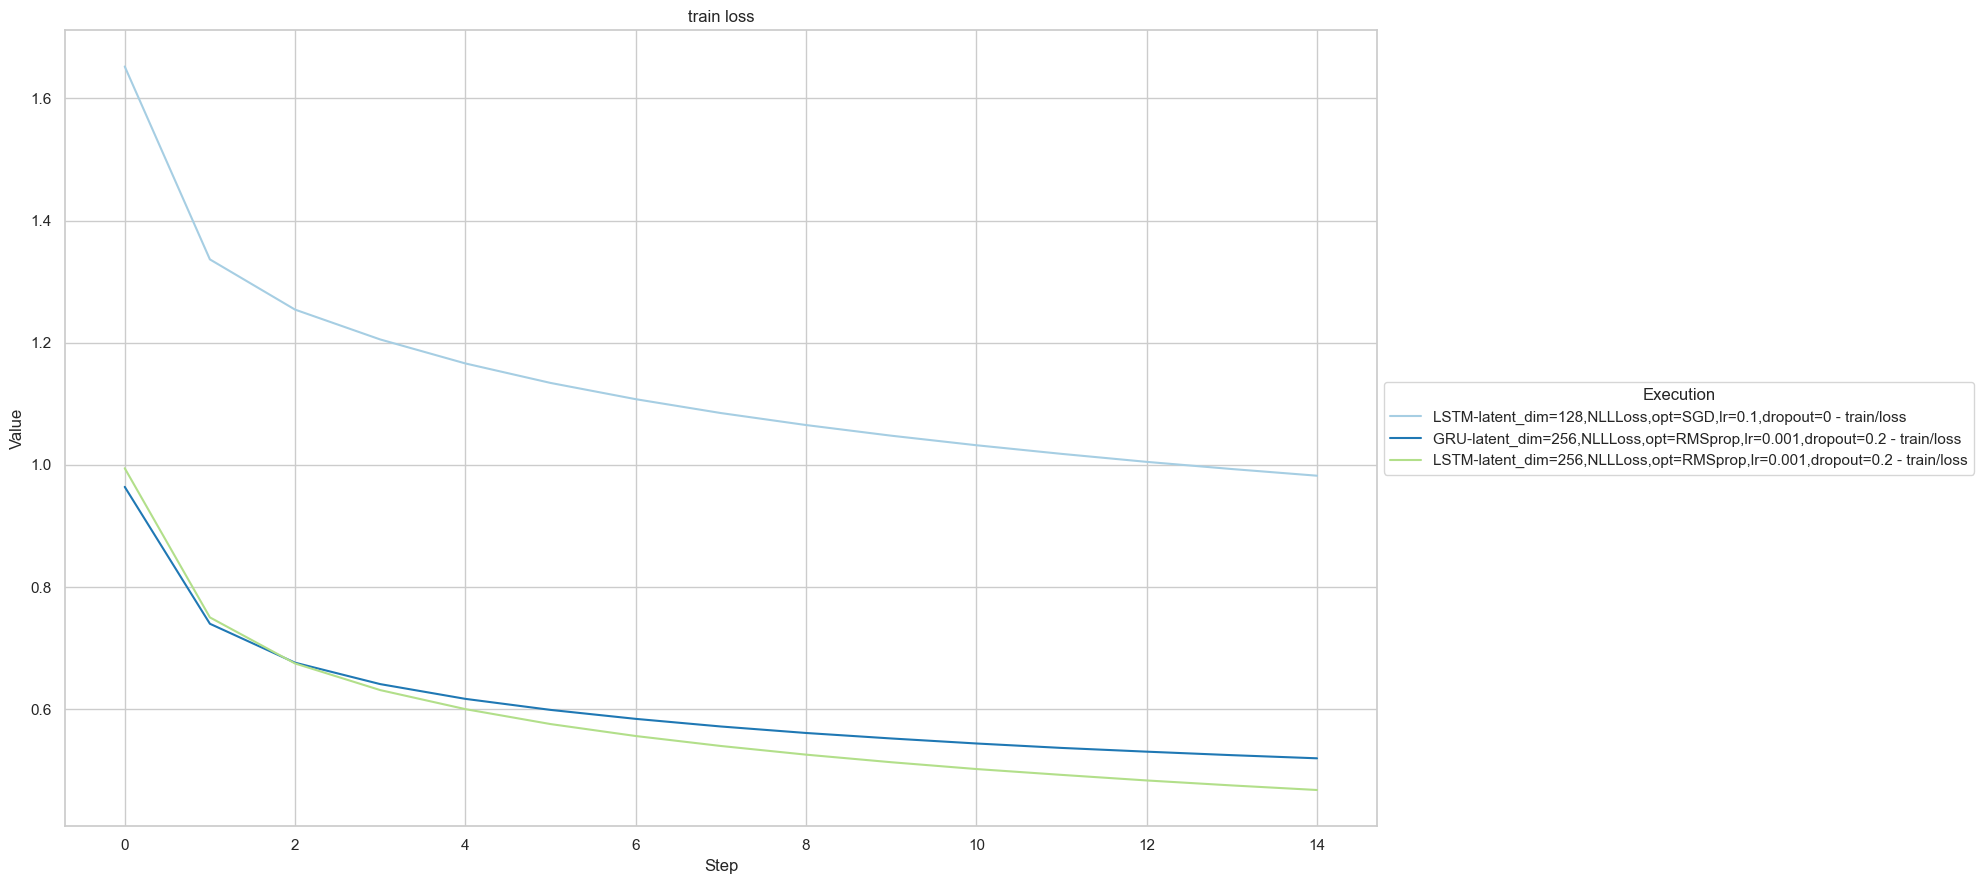 train loss
1.6
1.4
1.2
1.0
0.8
0.6
Value
0 2 4 6 8 10 12 14
Step
Execution
LSTM-latent_dim=128,NLLLoss,opt=SGD,lr=0.1,dropout=0 - train/loss
GRU-latent_dim=256,NLLLoss,opt=RMSprop,lr=0.001,dropout=0.2 - train/loss
LSTM-latent_dim=256,NLLLoss,opt=RMSprop,lr=0.001,dropout=0.2 - train/loss